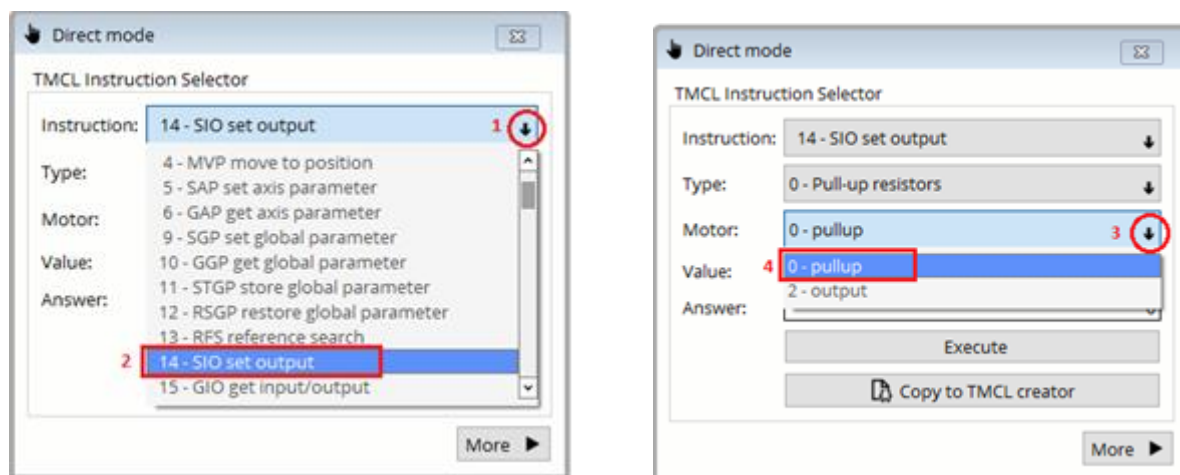 Direct mode
TMCL Instruction Selector
Instruction: 14 - SIO set output 1
4 - MVP move to position
Type:
5 - SAP set axis parameter
6 - GAP get axis parameter
Motor:
9 - SGP set global parameter
Value: 10 - GGP get global parameter
11 - STGP store global parameter
Answer:
12 - RSGP restore global parameter
13 - RFS reference search
2 14 - SIO set output
15 - GIO get input/output
More
Direct mode
TMCL Instruction Selector
Instruction: 14 - SIO set output
Type: 0 - Pull-up resistors
Motor: 0 - pullup 3
Value: 4 0 - pullup
2 - output
Answer:
Execute
Copy to TMCL creator
More